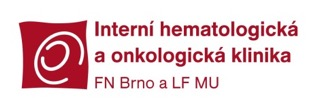 Interní hematologická
a onkologická klinika
FN Brno a LF MU